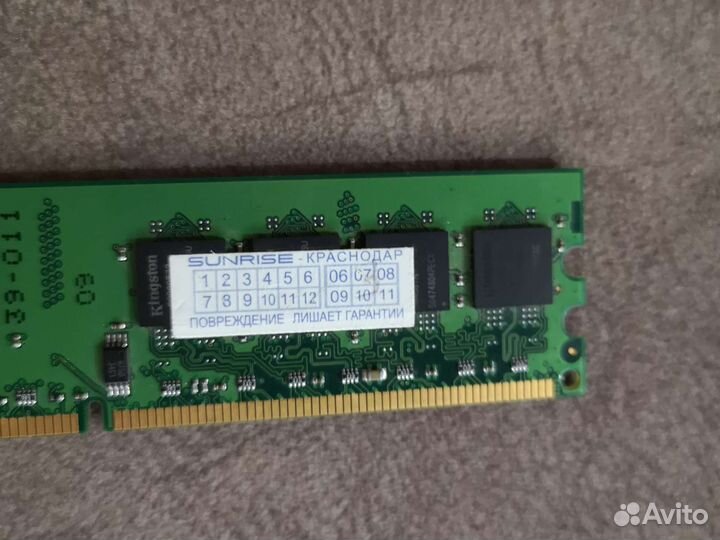 SUNRISE - КРАСНОДАР
1 2 3 4 5 6 06 07 08
7 8 9 10 11 12 09 10 11
ПОВРЕЖДЕНИЕ ЛИШАЕТ ГАРАНТИИ
Kingston
39-011
09
Avito